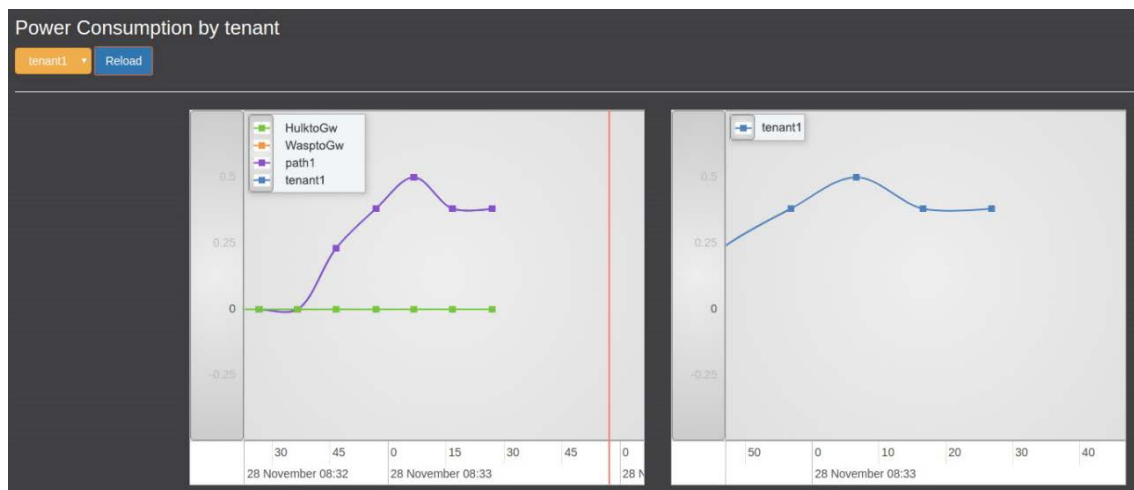 Power Consumption by tenant
tenant1 Reload
HulktoGw
WasptoGw
path1
tenant1
0.5
0.25
0
-0.25
30 45 0 15 30 45 0
28 November 08:32 28 November 08:33 28 N
tenant1
0.5
0.25
0
-0.25
50 0 10 20 30 40
28 November 08:33